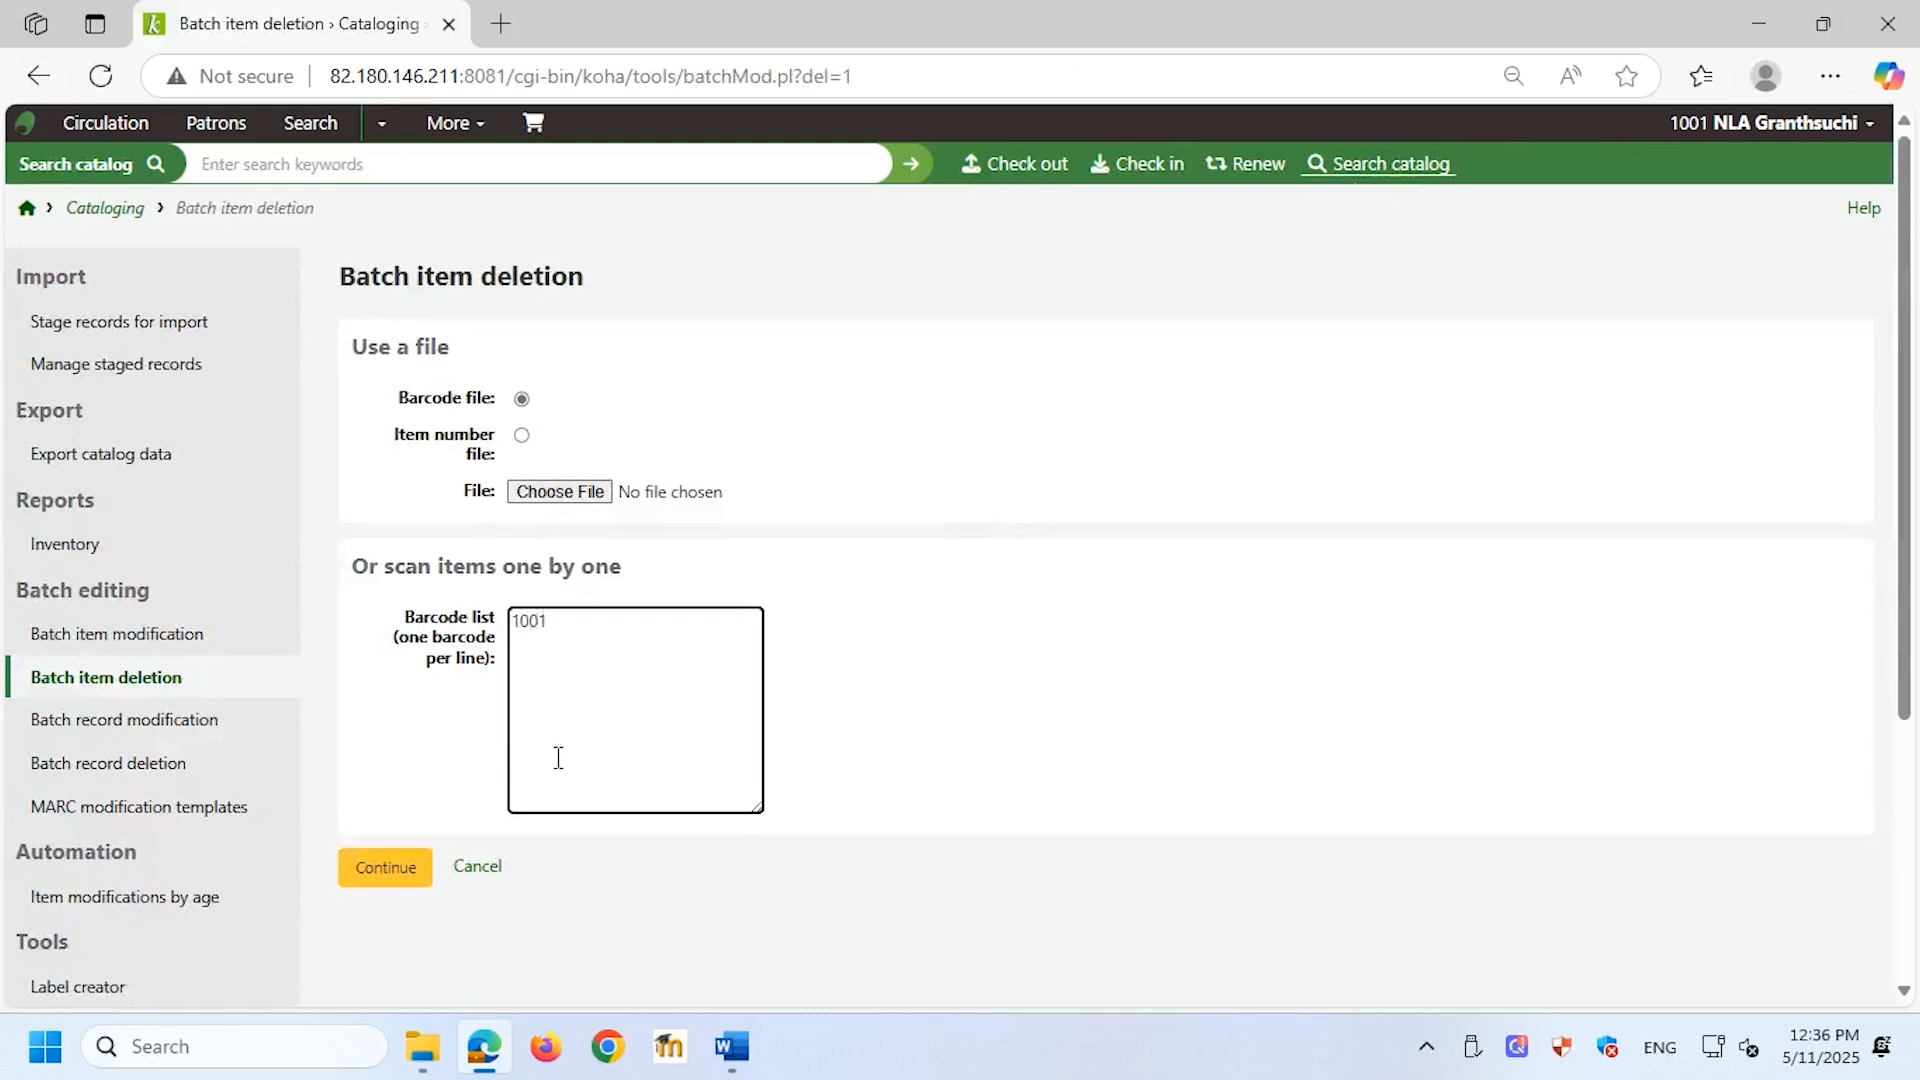 Batch item deletion › Cataloging ›
Not secure 82.180.146.211:8081/cgi-bin/koha/tools/batchMod.pl?del=1
Circulation Patrons Search More 1001 NLA Granthsuchi
Search catalog Enter search keywords Check out Check in Renew Search catalog
Cataloging Batch item deletion Help
Import
Stage records for import
Manage staged records
Export
Export catalog data
Reports
Inventory
Batch editing
Batch item modification
Batch item deletion
Batch record modification
Batch record deletion
MARC modification templates
Automation
Item modifications by age
Tools
Label creator
Batch item deletion
Use a file
Barcode file:
Item number
file:
File: Choose File No file chosen
Or scan items one by one
Barcode list
(one barcode
per line):
1001
Continue Cancel
Search
ENG
12:36 PM
5/11/2025